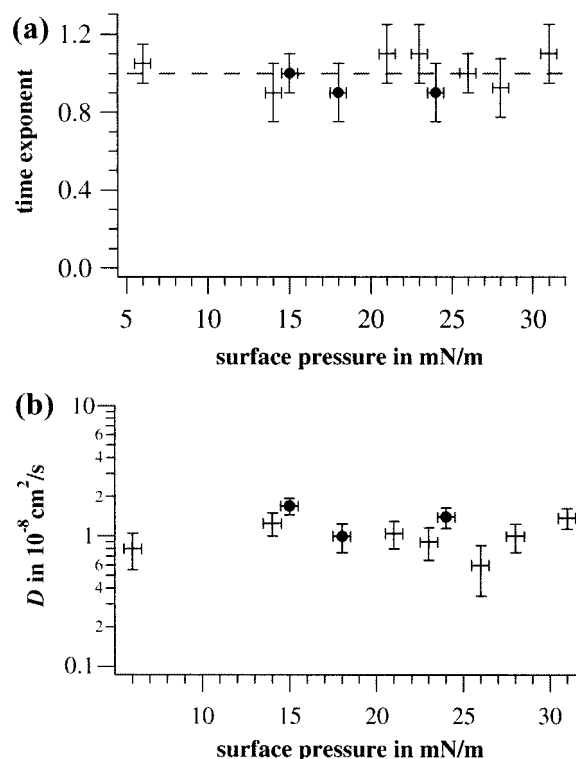 (a)
time exponent
1.2
0.8
0.4
0.0
5 10 15 20 25 30
surface pressure in mN/m
(b)
D in 10⁻⁸ cm²/s
10
6
4
2
1
6
4
2
0.1
10 15 20 25 30
surface pressure in mN/m